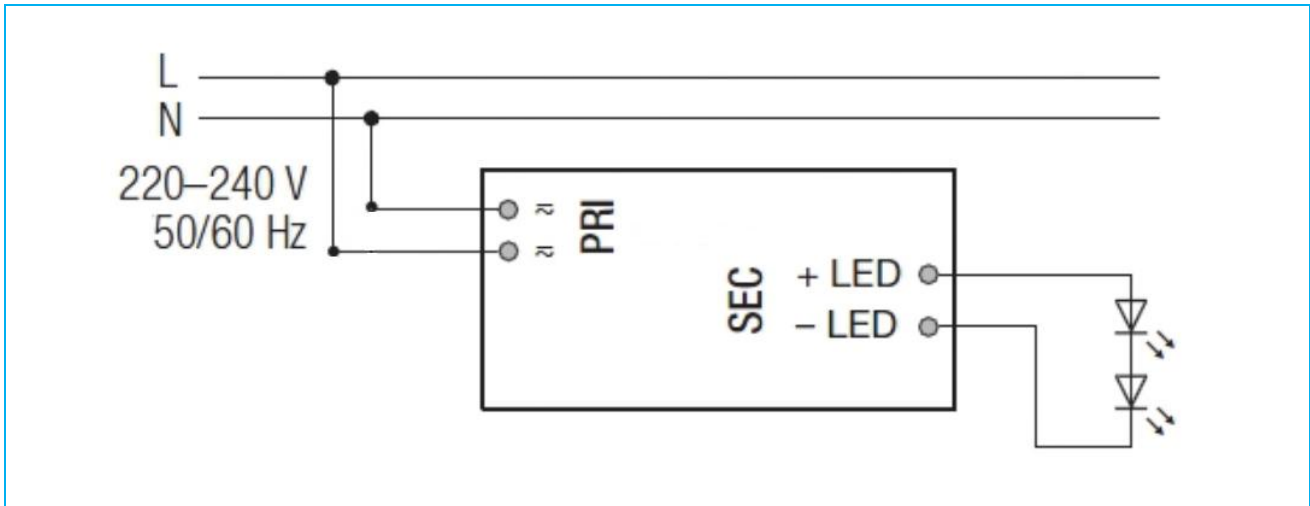 L
N
220–240 V
50/60 Hz
≈
≈
PRI
SEC
+ LED
– LED